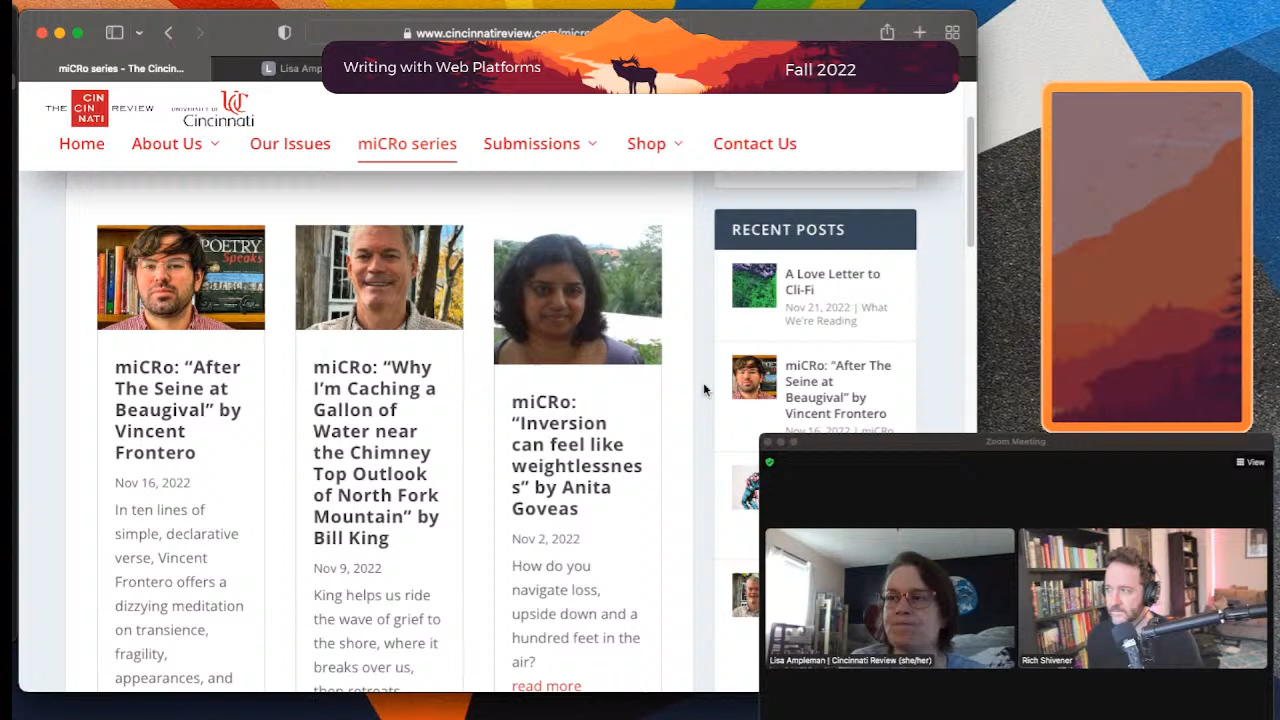 www.cincinnatireview.com/micro
miCRo series – The Cincin...
L Lisa Amp
Writing with Web Platforms
Fall 2022
THE CIN CIN NATI REVIEW
UNIVERSITY OF Cincinnati
Home
About Us
Our Issues
miCRo series
Submissions
Shop
Contact Us
POETRY
Speaks
miCRo: “After
The Seine at
Beaugival” by
Vincent
Frontero
Nov 16, 2022
In ten lines of
simple, declarative
verse, Vincent
Frontero offers a
dizzying meditation
on transience,
fragility,
appearances, and
miCRo: “Why
I’m Caching a
Gallon of
Water near
the Chimney
Top Outlook
of North Fork
Mountain” by
Bill King
Nov 9, 2022
King helps us ride
the wave of grief to
the shore, where it
breaks over us,
then retreats
miCRo:
“Inversion
can feel like
weightlessnes
s” by Anita
Goveas
Nov 2, 2022
How do you
navigate loss,
upside down and a
hundred feet in the
air?
read more
RECENT POSTS
A Love Letter to
Cli-Fi
Nov 21, 2022 | What
We're Reading
miCRo: “After The
Seine at
Beaugival” by
Vincent Frontero
Nov 16, 2022 | miCRo
Zoom Meeting
View
Lisa Ampleman | Cincinnati Review (she/her)
Rich Shivener